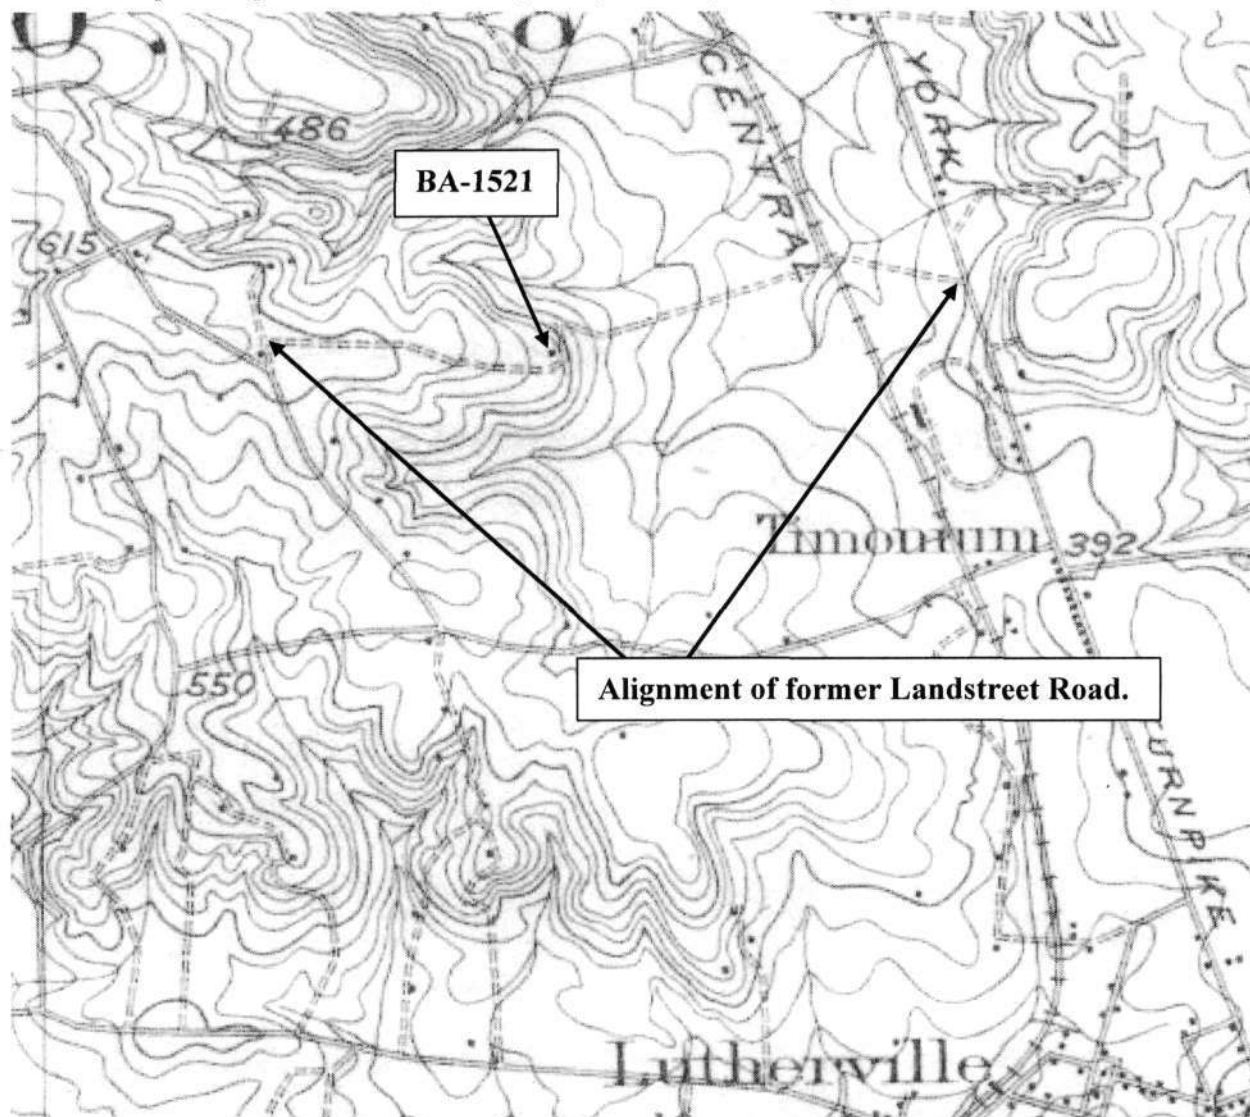 486
BA-1521
CENTRAL
YORK
615
Timonium 392
550
Alignment of former Landstreet Road.
URNPIKE
Lutherville